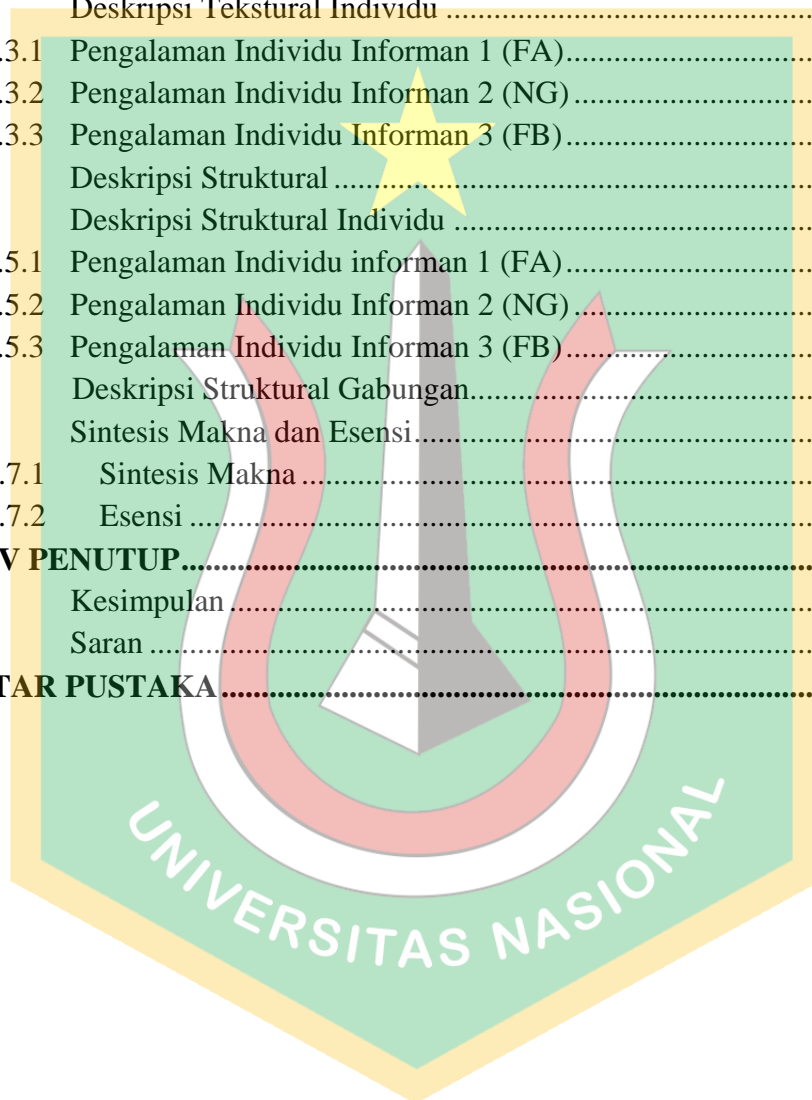 Deskripsi Tekstural Individu ..........................................
.3.1 Pengalaman Individu Informan 1 (FA)..............................
.3.2 Pengalaman Individu Informan 2 (NG) ..............................
.3.3 Pengalaman Individu Informan 3 (FB) ..............................
Deskripsi Struktural ......................................................
Deskripsi Struktural Individu ..........................................
.5.1 Pengalaman Individu informan 1 (FA) ..............................
.5.2 Pengalaman Individu Informan 2 (NG) ..............................
.5.3 Pengalaman Individu Informan 3 (FB) ..............................
Deskripsi Struktural Gabungan..........................................
Sintesis Makna dan Esensi................................................
.7.1 Sintesis Makna ......................................................
.7.2 Esensi ................................................................
V PENUTUP..................................................................
Kesimpulan ................................................................
Saran ......................................................................
TAR PUSTAKA ............................................................
UNIVERSITAS NASIONAL